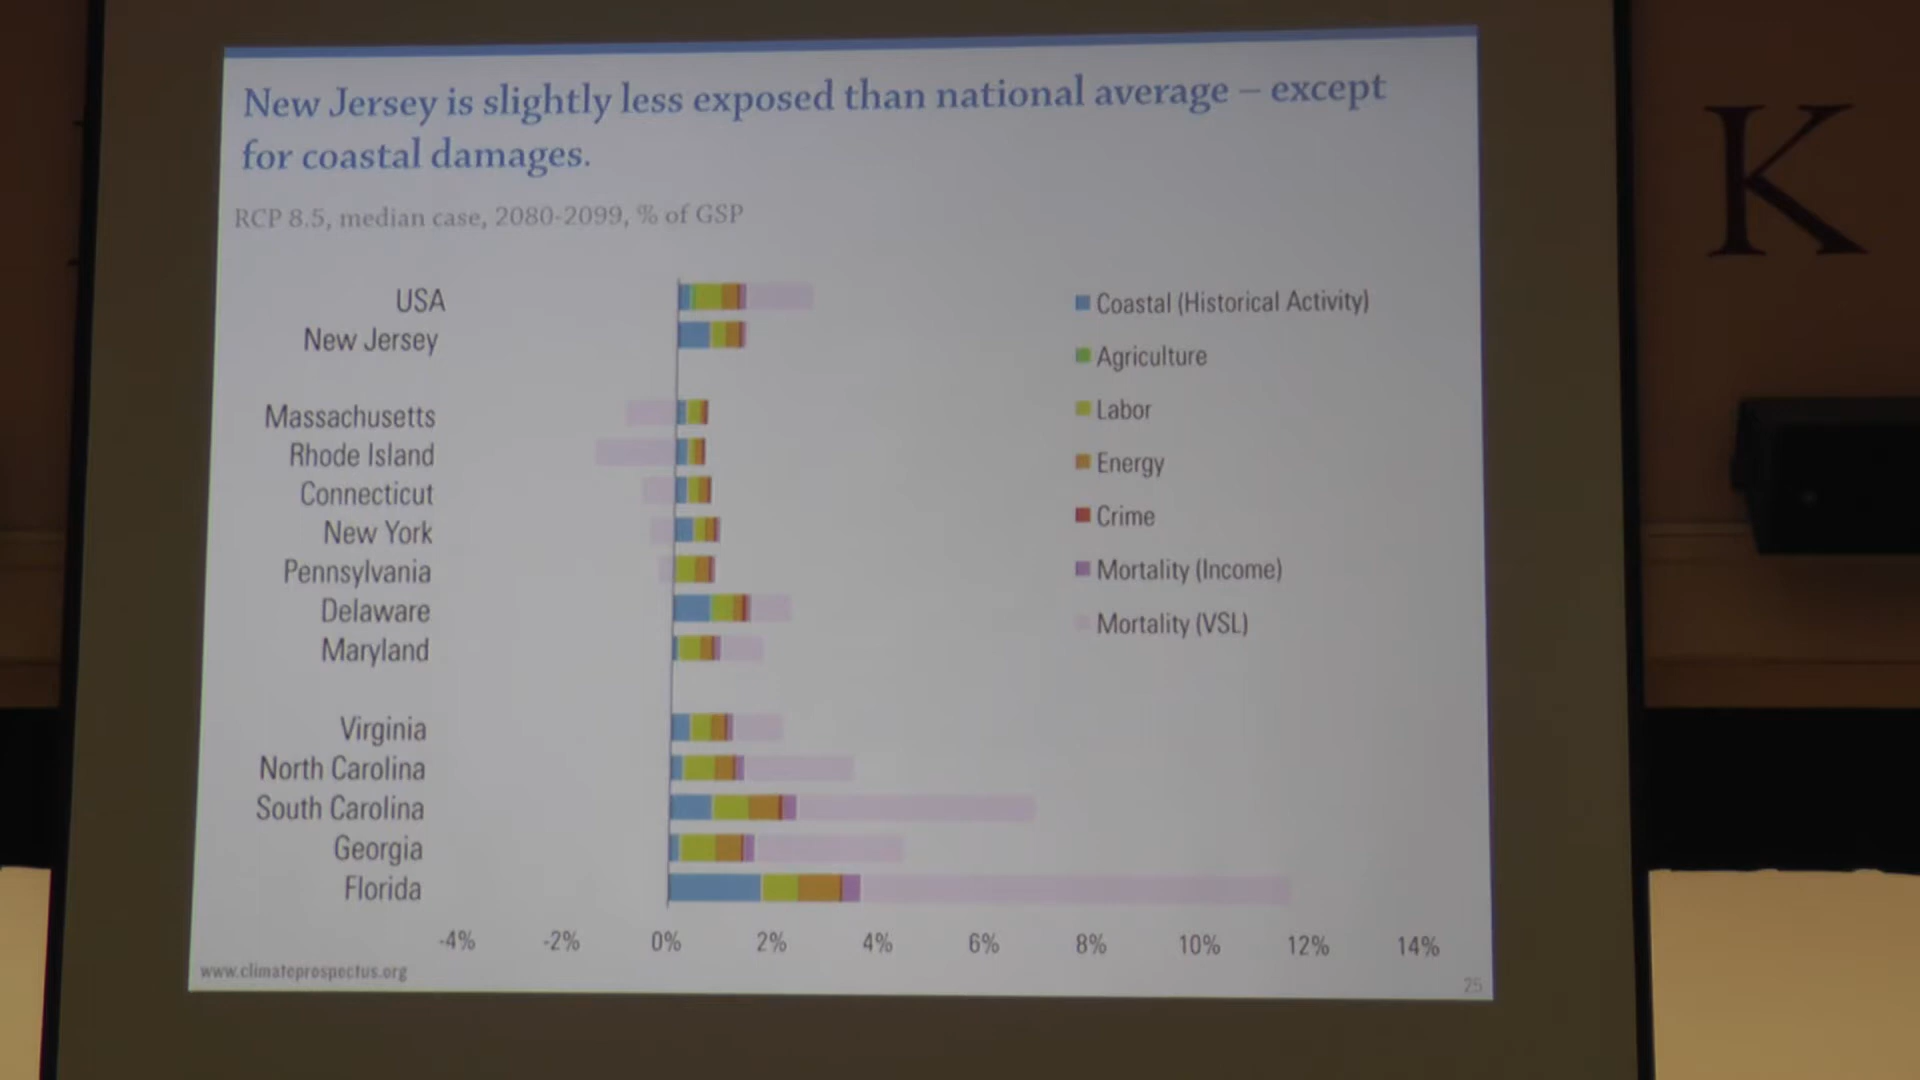 New Jersey is slightly less exposed than national average – except
for coastal damages.
RCP 8.5, median case, 2080-2099, % of GSP
USA
New Jersey
Massachusetts
Rhode Island
Connecticut
New York
Pennsylvania
Delaware
Maryland
Virginia
North Carolina
South Carolina
Georgia
Florida
Coastal (Historical Activity)
Agriculture
Labor
Energy
Crime
Mortality (Income)
Mortality (VSL)
-4% -2% 0% 2% 4% 6% 8% 10% 12% 14%
www.climateprospectus.org
25
K